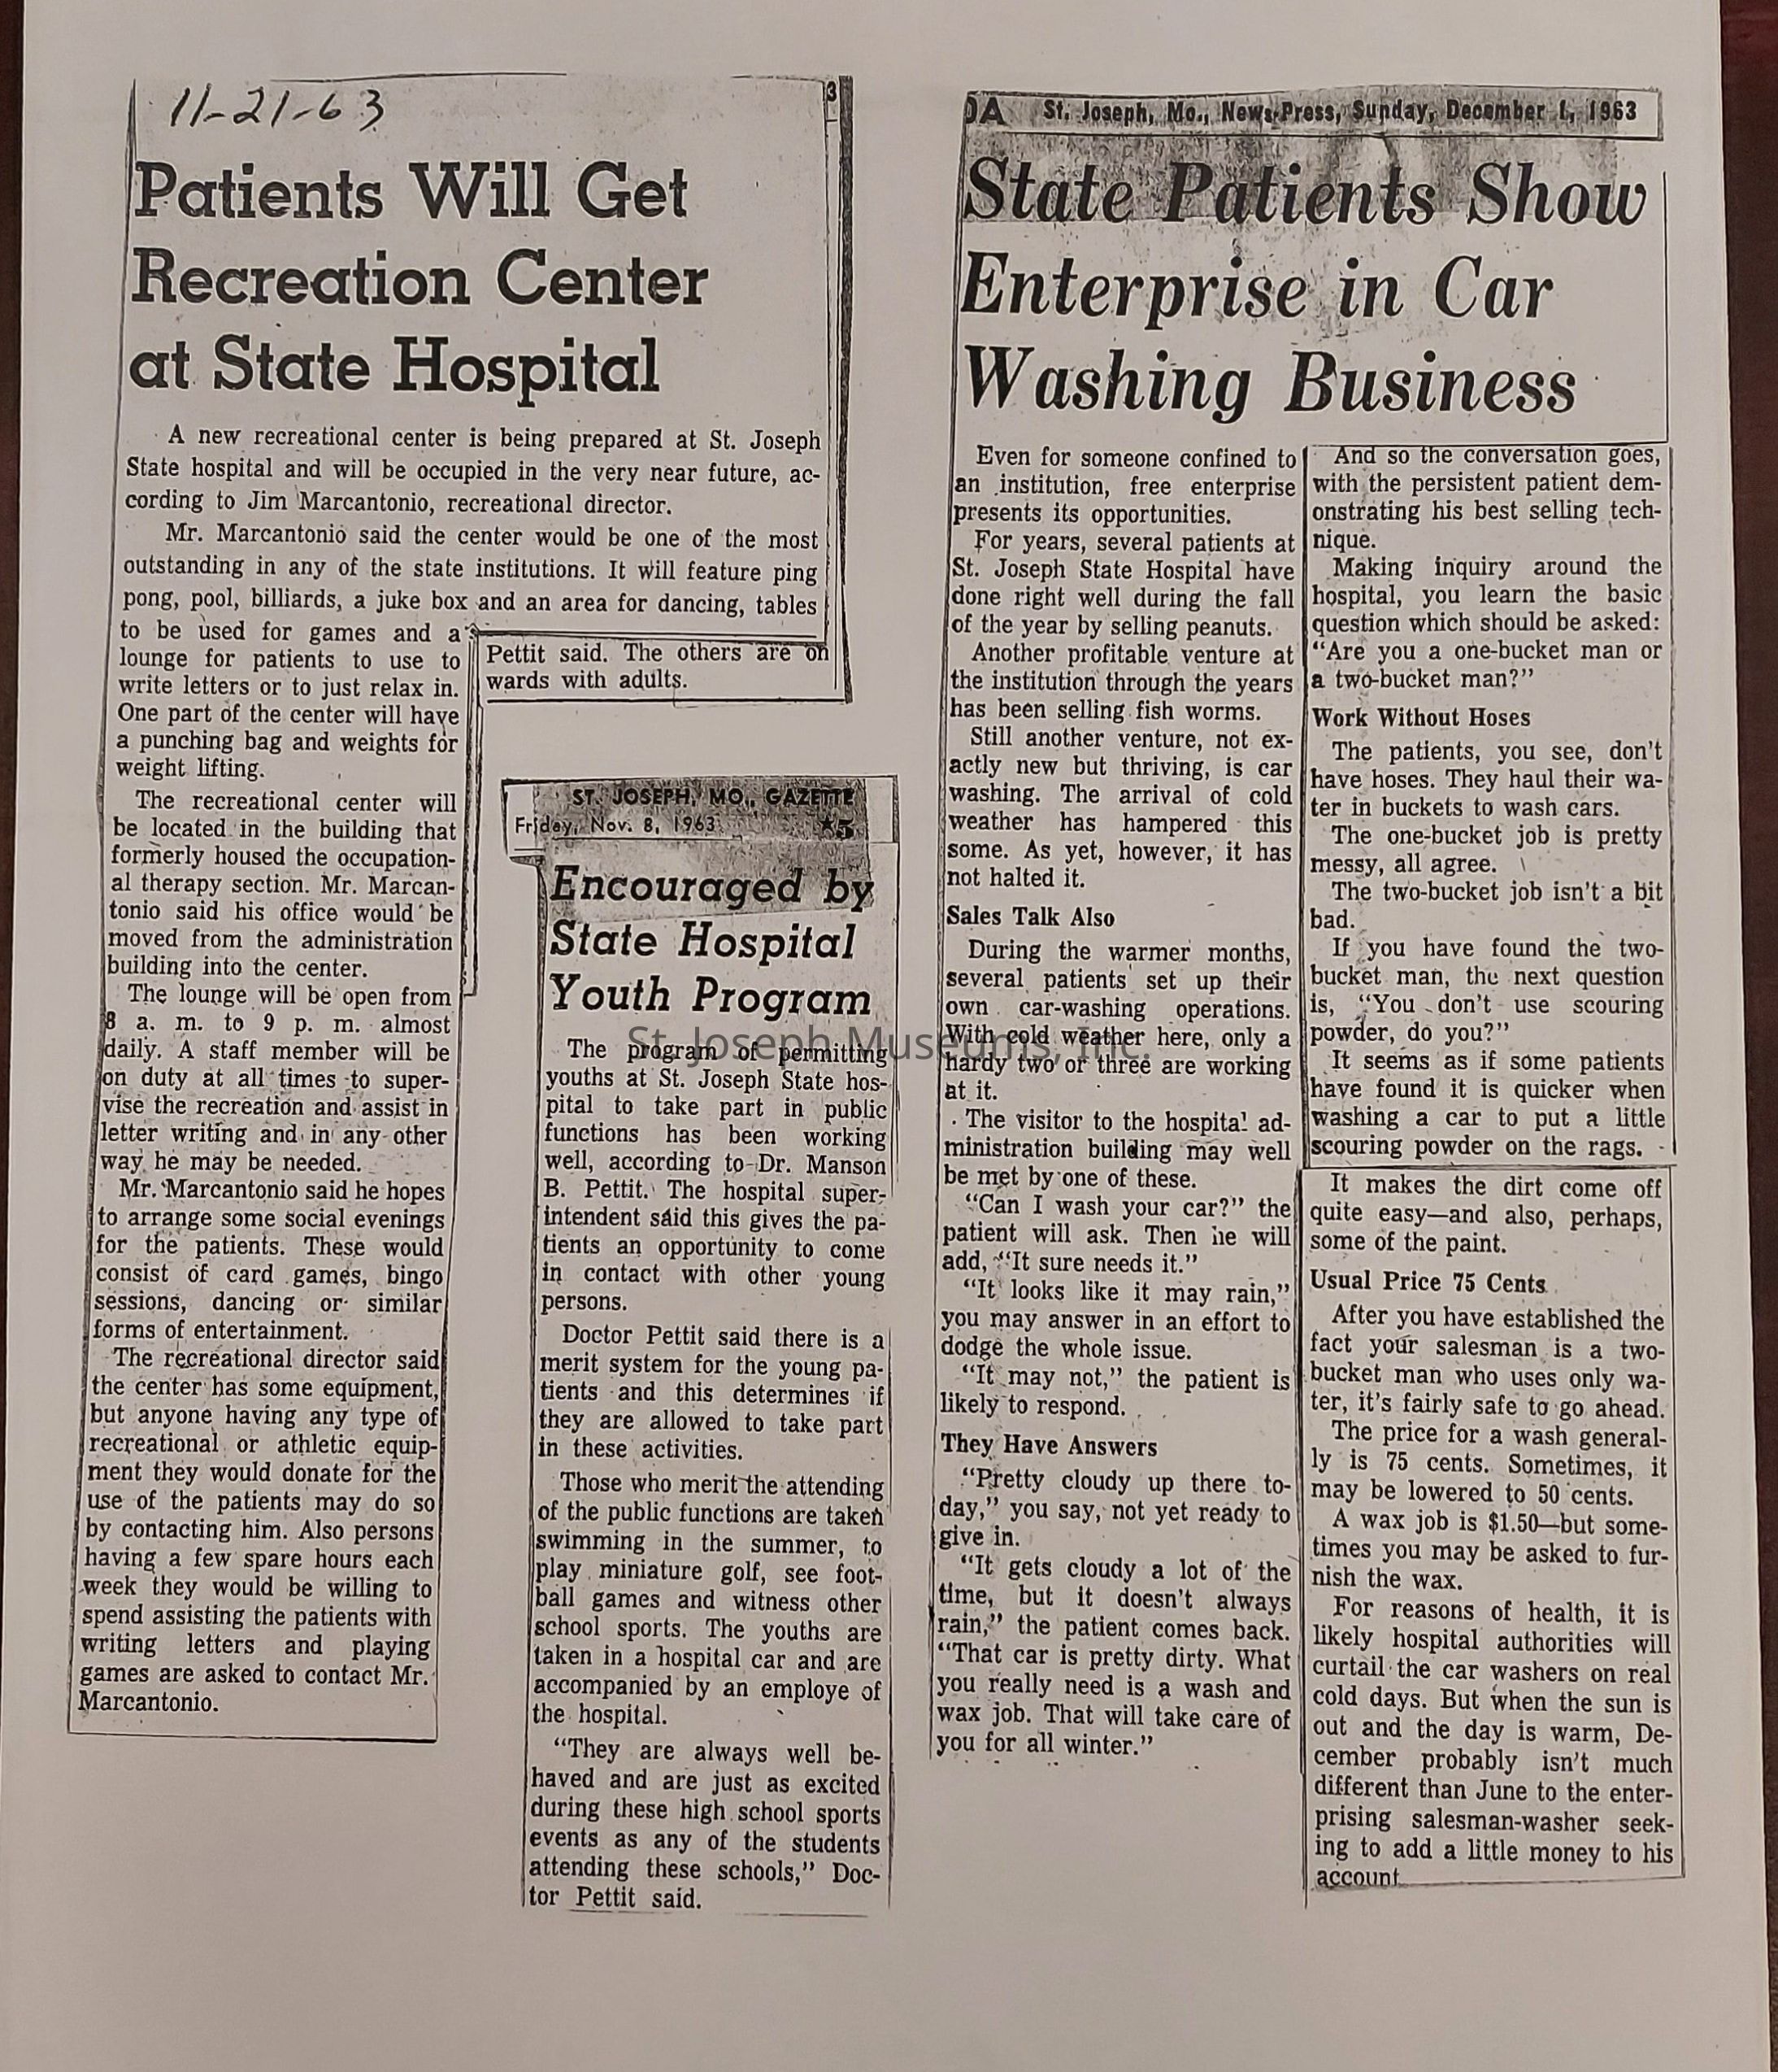 11-21-63
3
Patients Will Get
Recreation Center
at State Hospital
A new recreational center is being prepared at St. Joseph
State hospital and will be occupied in the very near future, ac-
cording to Jim Marcantonio, recreational director.
Mr. Marcantonio said the center would be one of the most
outstanding in any of the state institutions. It will feature ping
pong, pool, billiards, a juke box and an area for dancing, tables
to be used for games and a
lounge for patients to use to
write letters or to just relax in.
One part of the center will have
a punching bag and weights for
weight lifting.
The recreational center will
be located in the building that
formerly housed the occupation-
al therapy section. Mr. Marcan-
tonio said his office would be
moved from the administration
building into the center.
The lounge will be open from
8 a. m. to 9 p. m. almost
daily. A staff member will be
on duty at all times to super-
vise the recreation and assist in
letter writing and in any other
way he may be needed.
Mr. Marcantonio said he hopes
to arrange some social evenings
for the patients. These would
consist of card games, bingo
sessions, dancing or similar
forms of entertainment.
The recreational director said
the center has some equipment,
but anyone having any type of
recreational or athletic equip-
ment they would donate for the
use of the patients may do so
by contacting him. Also persons
having a few spare hours each
week they would be willing to
spend assisting the patients with
writing letters and playing
games are asked to contact Mr.
Marcantonio.
Pettit said. The others are on
wards with adults.
ST. JOSEPH, MO., GAZETTE
Friday, Nov. 8, 1963 *5
Encouraged by
State Hospital
Youth Program
The program of permitting
youths at St. Joseph State hos-
pital to take part in public
functions has been working
well, according to Dr. Manson
B. Pettit. The hospital super-
intendent said this gives the pa-
tients an opportunity to come
in contact with other young
persons.
Doctor Pettit said there is a
merit system for the young pa-
tients and this determines if
they are allowed to take part
in these activities.
Those who merit the attending
of the public functions are taken
swimming in the summer, to
play miniature golf, see foot-
ball games and witness other
school sports. The youths are
taken in a hospital car and are
accompanied by an employe of
the hospital.
"They are always well be-
haved and are just as excited
during these high school sports
events as any of the students
attending these schools," Doc-
tor Pettit said.
0A St. Joseph, Mo., News-Press, Sunday, December 1, 1963
State Patients Show
Enterprise in Car
Washing Business
Even for someone confined to
an institution, free enterprise
presents its opportunities.
For years, several patients at
St. Joseph State Hospital have
done right well during the fall
of the year by selling peanuts.
Another profitable venture at
the institution through the years
has been selling fish worms.
Still another venture, not ex-
actly new but thriving, is car
washing. The arrival of cold
weather has hampered this
some. As yet, however, it has
not halted it.
Sales Talk Also
During the warmer months,
several patients set up their
own car-washing operations.
With cold weather here, only a
hardy two or three are working
at it.
The visitor to the hospital ad-
ministration building may well
be met by one of these.
"Can I wash your car?" the
patient will ask. Then he will
add, "It sure needs it."
"It looks like it may rain,"
you may answer in an effort to
dodge the whole issue.
"It may not," the patient is
likely to respond.
They Have Answers
"Pretty cloudy up there to-
day," you say, not yet ready to
give in.
"It gets cloudy a lot of the
time, but it doesn't always
rain," the patient comes back.
"That car is pretty dirty. What
you really need is a wash and
wax job. That will take care of
you for all winter."
And so the conversation goes,
with the persistent patient dem-
onstrating his best selling tech-
nique.
Making inquiry around the
hospital, you learn the basic
question which should be asked:
"Are you a one-bucket man or
a two-bucket man?"
Work Without Hoses
The patients, you see, don't
have hoses. They haul their wa-
ter in buckets to wash cars.
The one-bucket job is pretty
messy, all agree.
The two-bucket job isn't a bit
bad.
If you have found the two-
bucket man, the next question
is, "You don't use scouring
powder, do you?"
It seems as if some patients
have found it is quicker when
washing a car to put a little
scouring powder on the rags.
It makes the dirt come off
quite easy—and also, perhaps,
some of the paint.
Usual Price 75 Cents
After you have established the
fact your salesman is a two-
bucket man who uses only wa-
ter, it's fairly safe to go ahead.
The price for a wash general-
ly is 75 cents. Sometimes, it
may be lowered to 50 cents.
A wax job is $1.50—but some-
times you may be asked to fur-
nish the wax.
For reasons of health, it is
likely hospital authorities will
curtail the car washers on real
cold days. But when the sun is
out and the day is warm, De-
cember probably isn't much
different than June to the enter-
prising salesman-washer seek-
ing to add a little money to his
account
St. Joseph Museums, Inc.